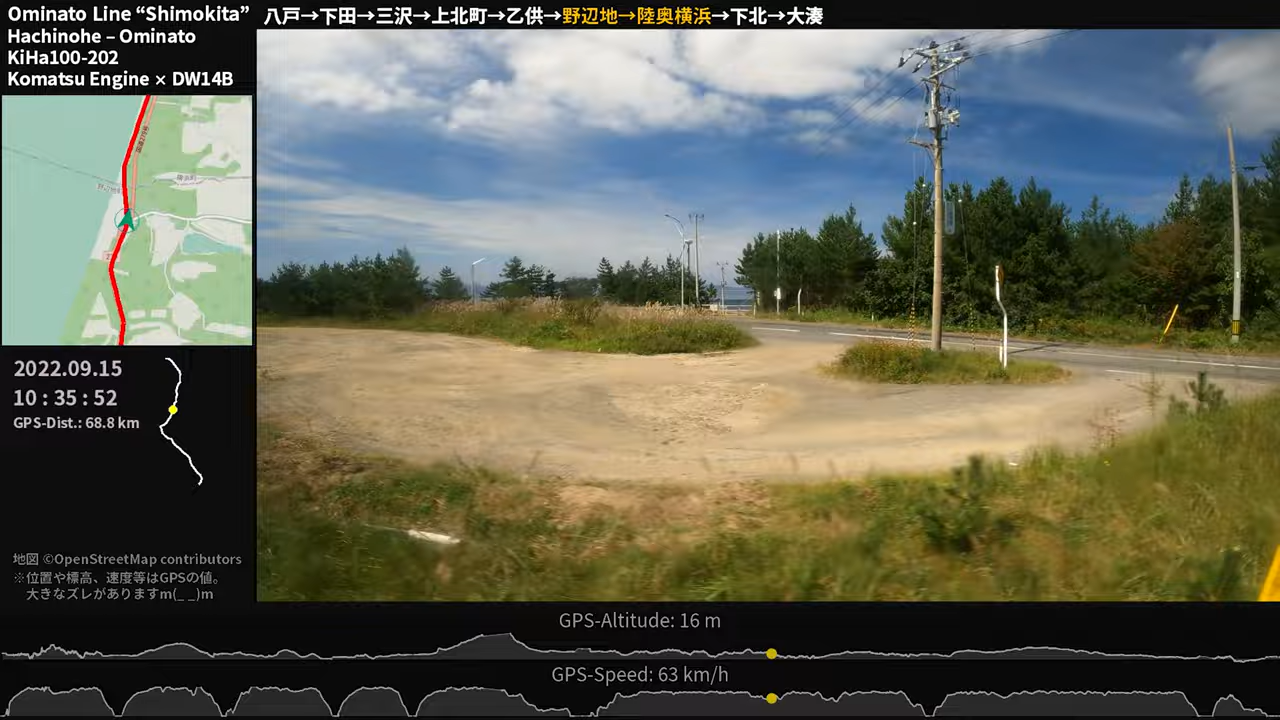 Ominato Line “Shimokita”
Hachinohe – Ominato
KiHa100-202
Komatsu Engine × DW14B
八戸→下田→三沢→上北町→乙供→野辺地→陸奥横浜→下北→大湊
2022.09.15
10 : 35 : 52
GPS-Dist.: 68.8 km
地図 ©OpenStreetMap contributors
※位置や標高、速度等はGPSの値。
大きなズレがありますm(_ _)m
GPS-Altitude: 16 m
GPS-Speed: 63 km/h